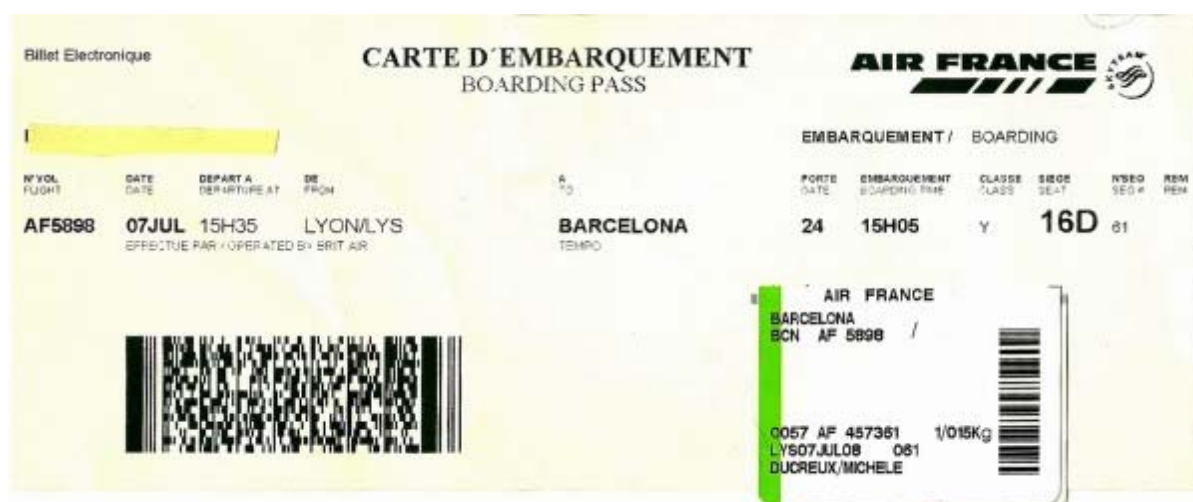 Billet Electronique
CARTE D´EMBARQUEMENT
BOARDING PASS
AIR FRANCE
SKYTEAM
EMBARQUEMENT / BOARDING
N°VOL DATE DEPART A DE A PORTE EMBARQUEMENT CLASSE SIEGE N°SEQ REM
FLIGHT DATE DEPARTURE AT FROM TO GATE BOARDING TIME CLASS SEAT SEQ # REM
AF5898 07JUL 15H35 LYON/LYS BARCELONA 24 15H05 Y 16D 61
EFFECTUE PAR / OPERATED BY BRIT AIR TEMPO
AIR FRANCE
BARCELONA
BCN AF 5898 /
0057 AF 457361 1/015Kg
LYS07JUL08 061
DUCREUX/MICHELE